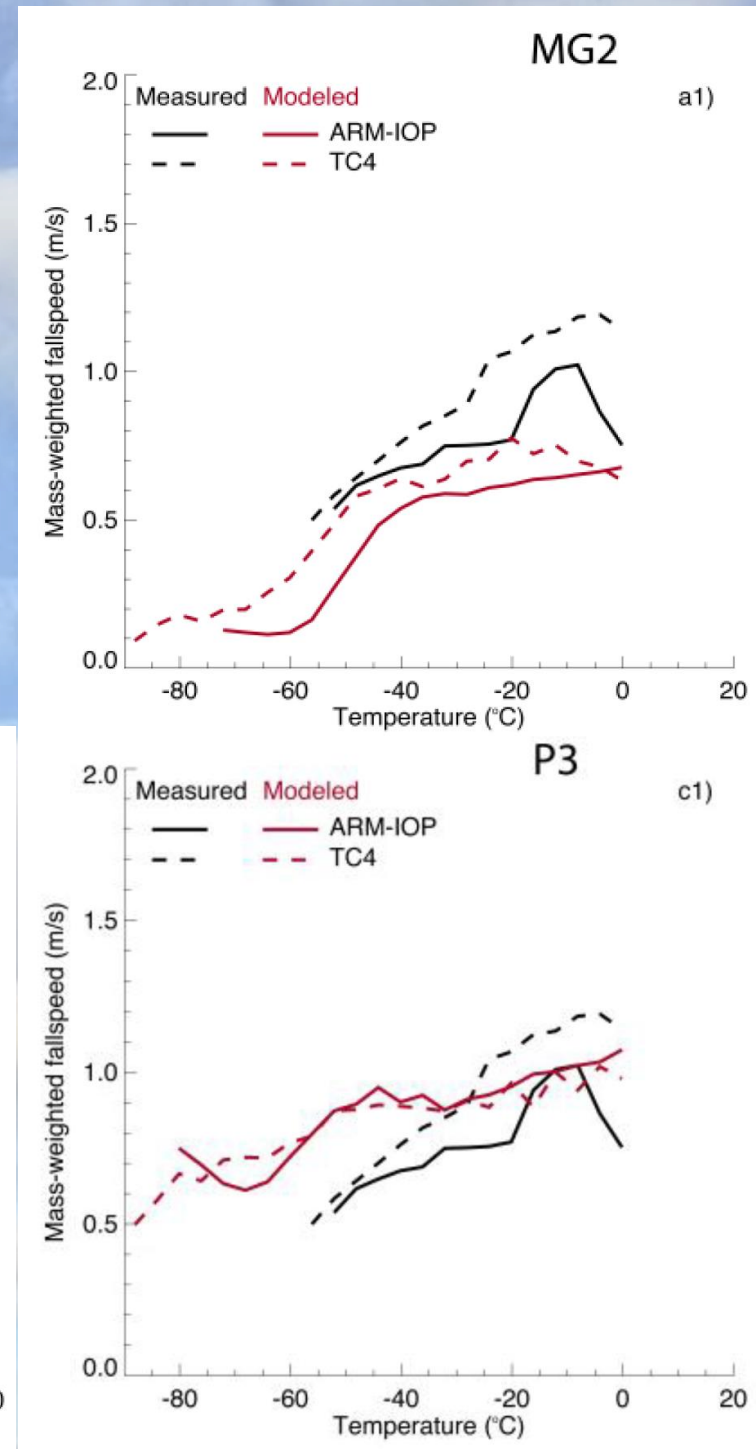 MG2
a1)
Measured Modeled
ARM-IOP
TC4
2.0
1.5
1.0
0.5
0.0
Mass-weighted fallspeed (m/s)
-80 -60 -40 -20 0 20
Temperature (°C)
P3
c1)
Measured Modeled
ARM-IOP
TC4
2.0
1.5
1.0
0.5
0.0
Mass-weighted fallspeed (m/s)
-80 -60 -40 -20 0 20
Temperature (°C)